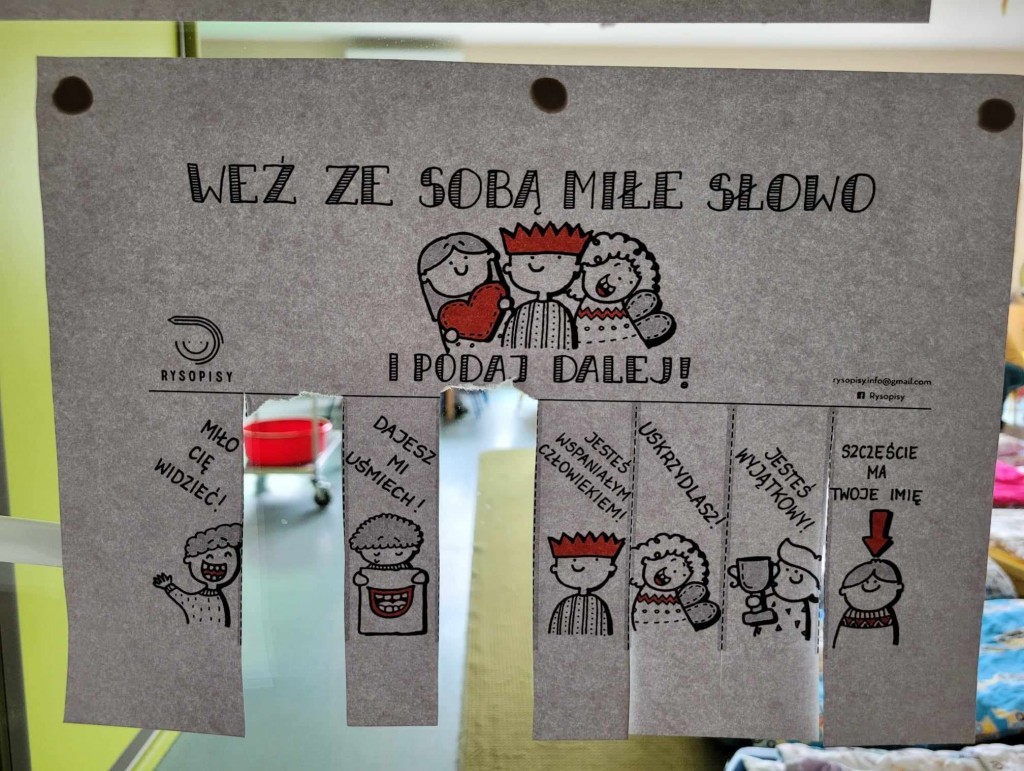 WEŹ ZE SOBĄ MIŁE SŁOWO
I PODAJ DALEJ!
RYSOPISY
rysopisy.info@gmail.com
Rysopisy
MIŁO
CIĘ
WIDZIEĆ!
DAJESZ
MI
UŚMIECH!
JESTEŚ
WSPANIAŁYM
CZŁOWIEKIEM!
USKRZYDLASZ!
JESTEŚ
WYJĄTKOWY!
SZCZĘŚCIE
MA
TWOJE IMIĘ